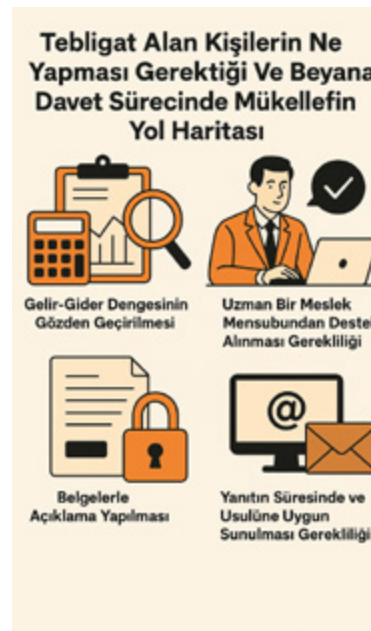 Tebligat Alan Kişilerin Ne
Yapması Gerektiği Ve Beyana
Davet Sürecinde Mükellefin
Yol Haritası
Gelir-Gider Dengesinin
Gözden Geçirilmesi
Uzman Bir Meslek
Mensubundan Deste
Alınması Gerekliliği
@
Belgelerle
Açıklama Yapılması
Yanıtın Süresinde ve
Usulüne Uygun
Sunulması Gerekliliği